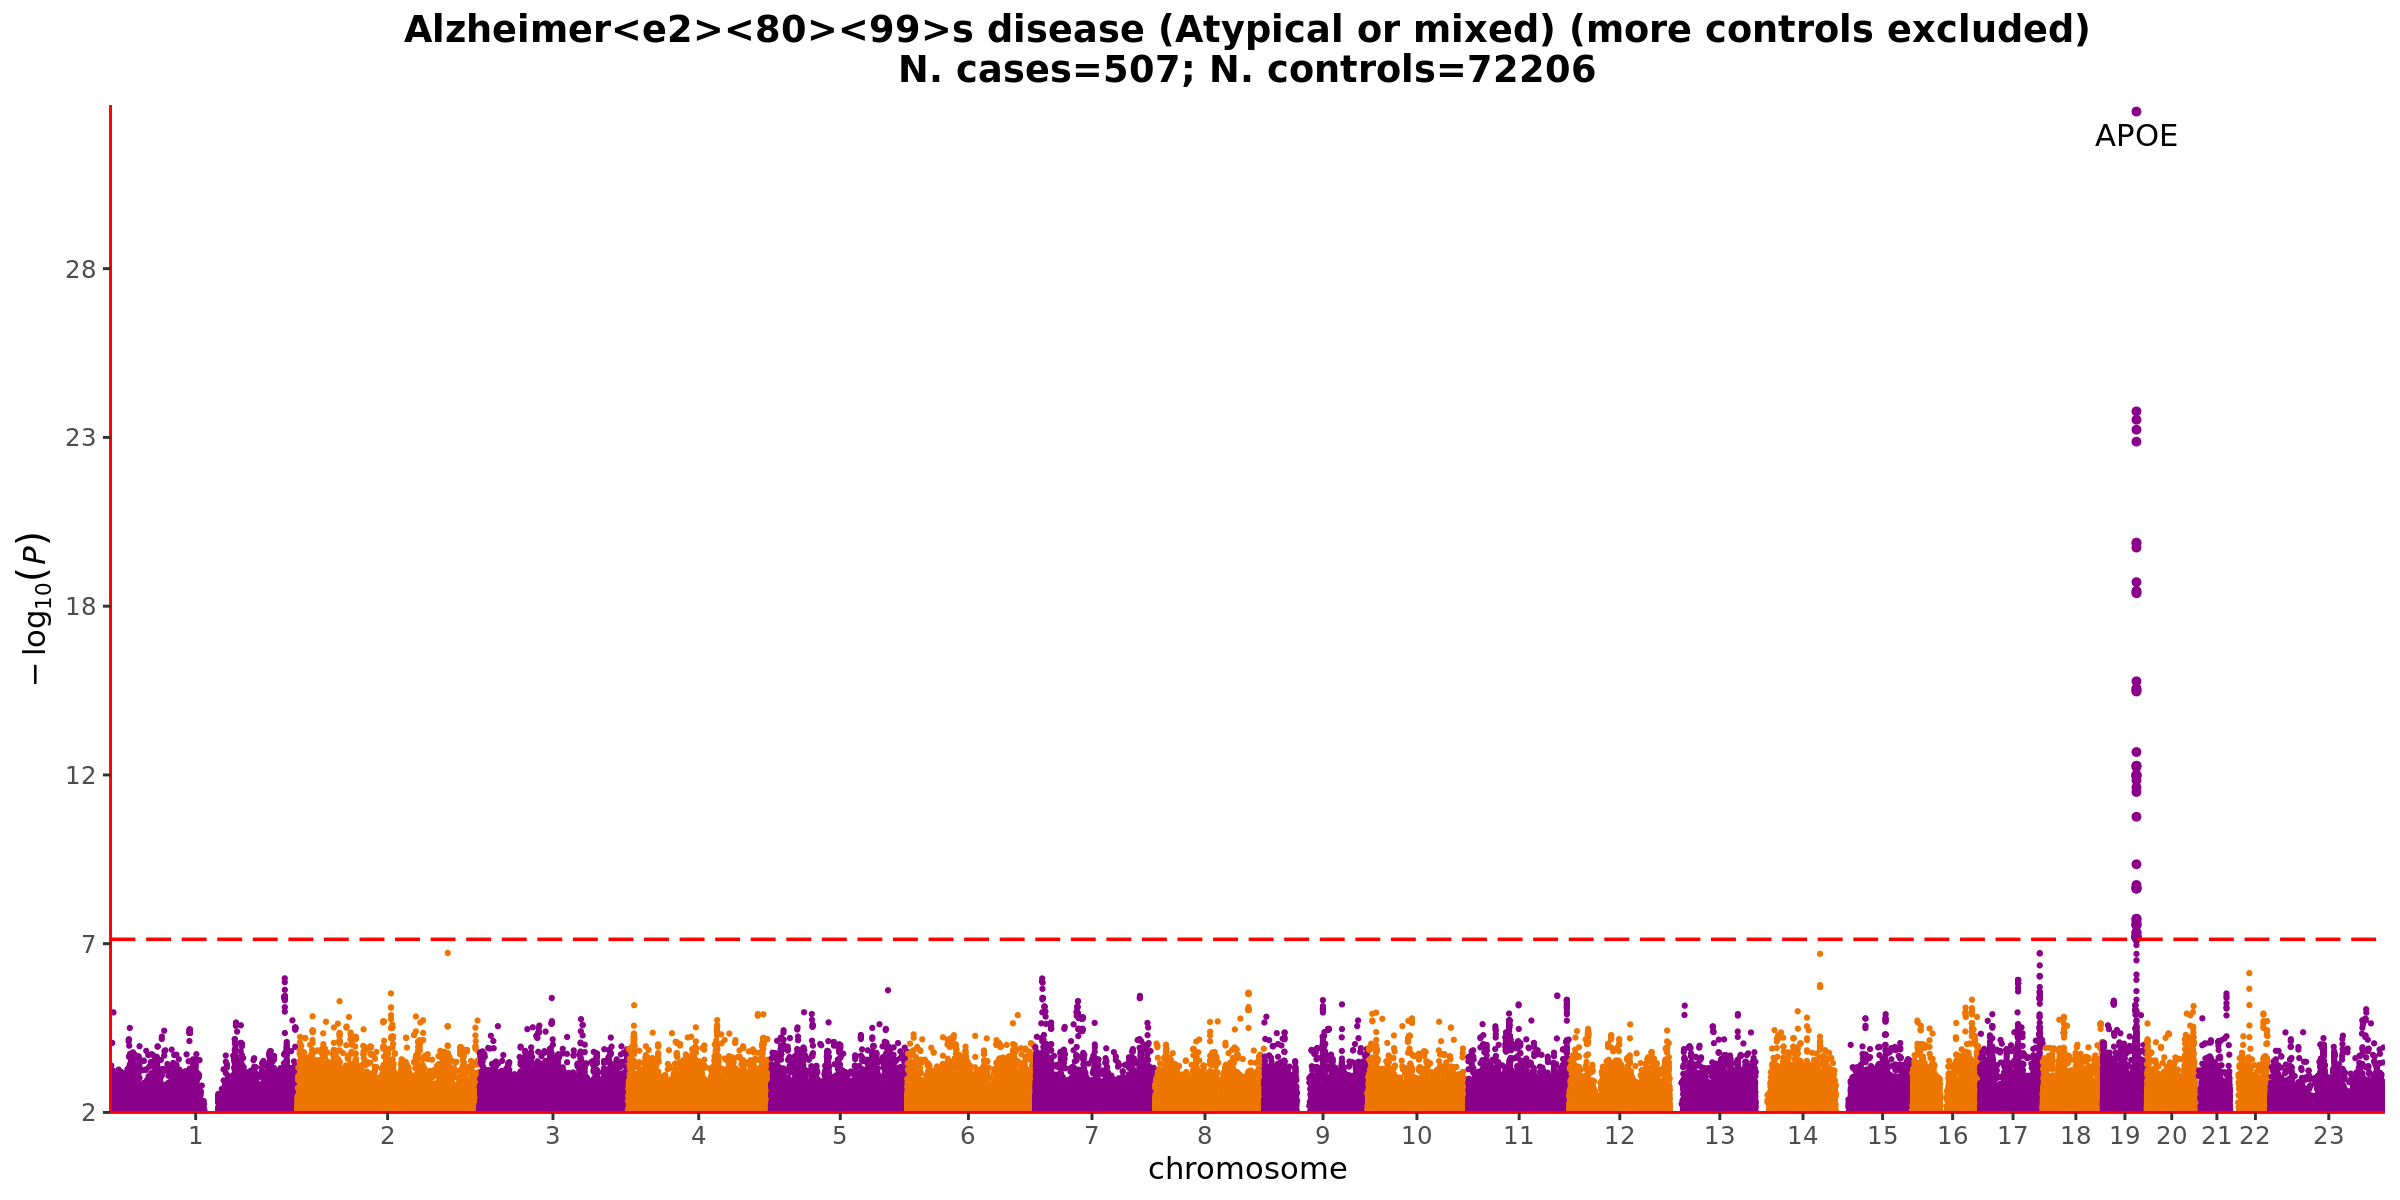 Alzheimer<e2><80><99>s disease (Atypical or mixed) (more controls excluded)
N. cases=507; N. controls=72206
APOE
28
23
18
12
7
2
−log10(P)
1 2 3 4 5 6 7 8 9 10 11 12 13 14 15 16 17 18 19 20 21 22 23
chromosome